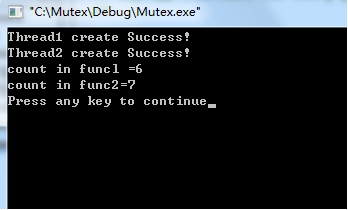 "C:\Mutex\Debug\Mutex.exe"
Thread1 create Success!
Thread2 create Success!
count in func1 =6
count in func2=7
Press any key to continue_